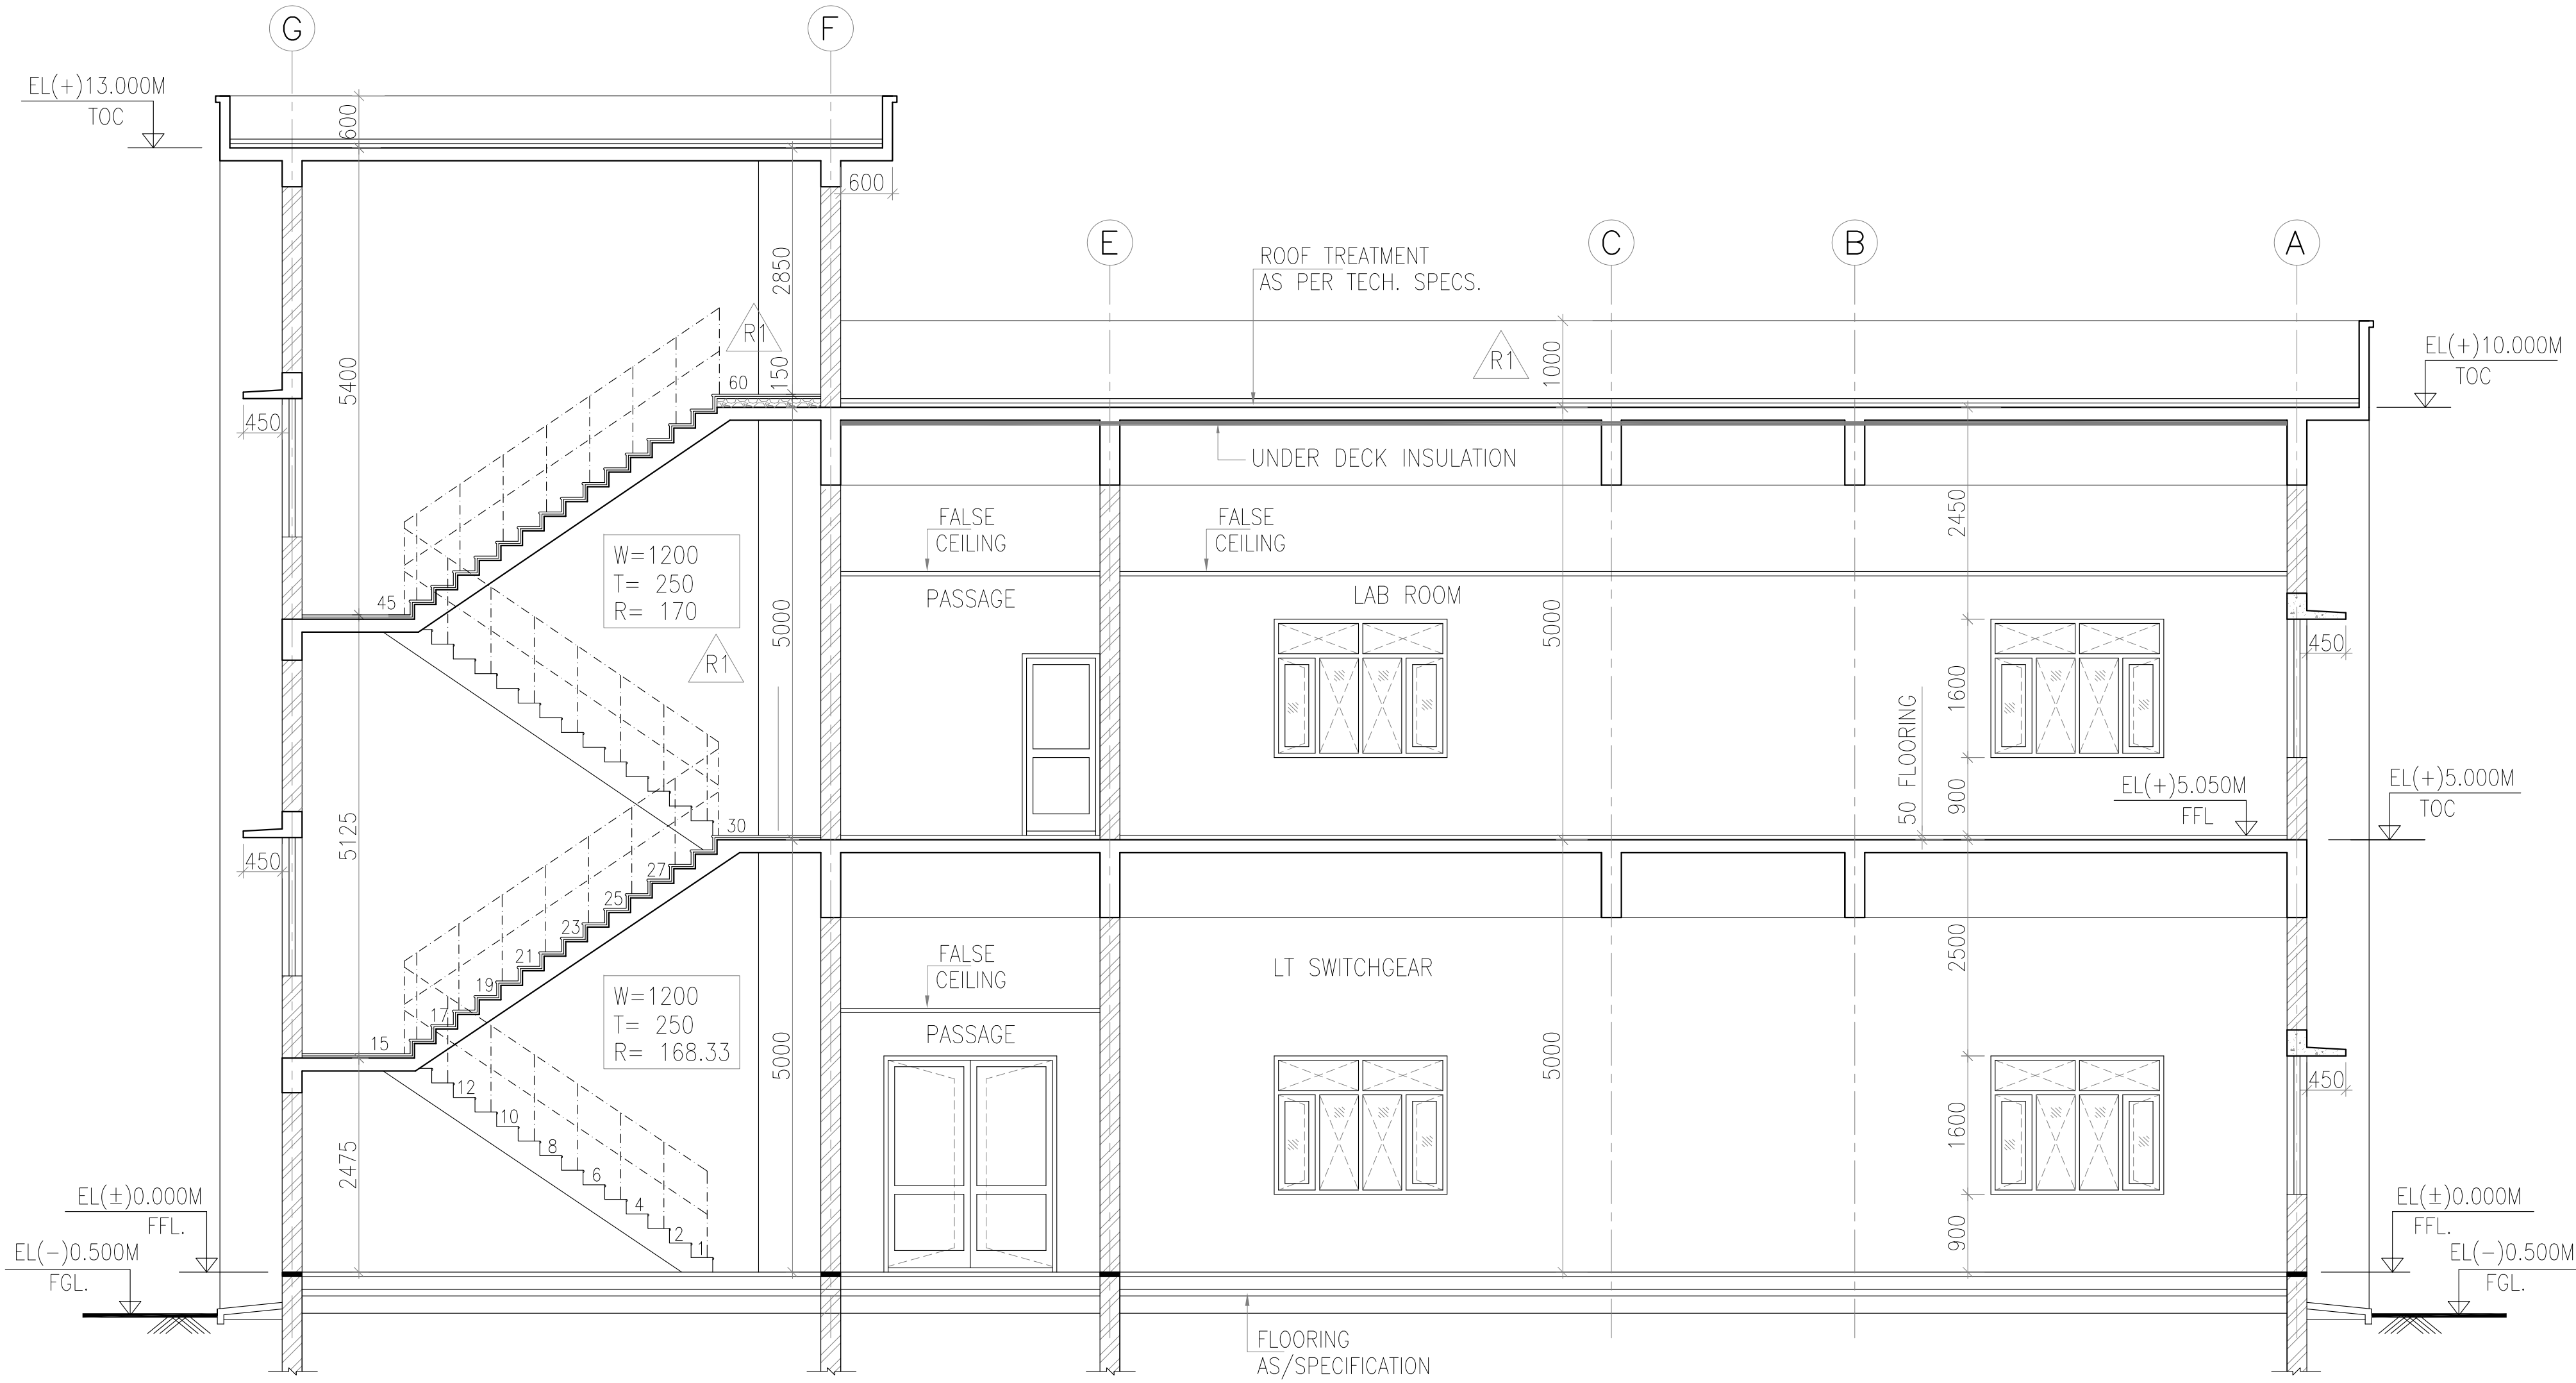 G
F
EL(+)13.000M
TOC
600
600
E
C
B
A
2850
ROOF TREATMENT
AS PER TECH. SPECS.
R1
R1
5400
150
60
1000
EL(+)10.000M
TOC
450
UNDER DECK INSULATION
2450
FALSE
CEILING
FALSE
CEILING
W=1200
T= 250
R= 170
45
PASSAGE
LAB ROOM
5000
5000
R1
450
1600
50 FLOORING
900
EL(+)5.050M
FFL
EL(+)5.000M
TOC
30
5125
450
27
25
23
21
19
17
15
FALSE
CEILING
LT SWITCHGEAR
2500
W=1200
T= 250
R= 168.33
PASSAGE
5000
5000
450
12
10
8
6
4
2
1
1600
2475
900
EL(±)0.000M
FFL.
EL(-)0.500M
FGL.
EL(±)0.000M
FFL.
EL(-)0.500M
FGL.
FLOORING
AS/SPECIFICATION